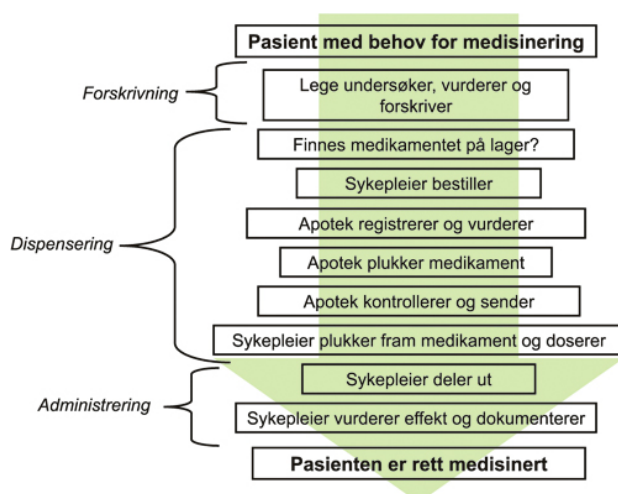 Pasient med behov for medisinering
Forskrivning
Lege undersøker, vurderer og
forskriver
Finnes medikamentet på lager?
Sykepleier bestiller
Apotek registrerer og vurderer
Dispensering
Apotek plukker medikament
Apotek kontrollerer og sender
Sykepleier plukker fram medikament og doserer
Sykepleier deler ut
Administrering
Sykepleier vurderer effekt og dokumenterer
Pasienten er rett medisinert